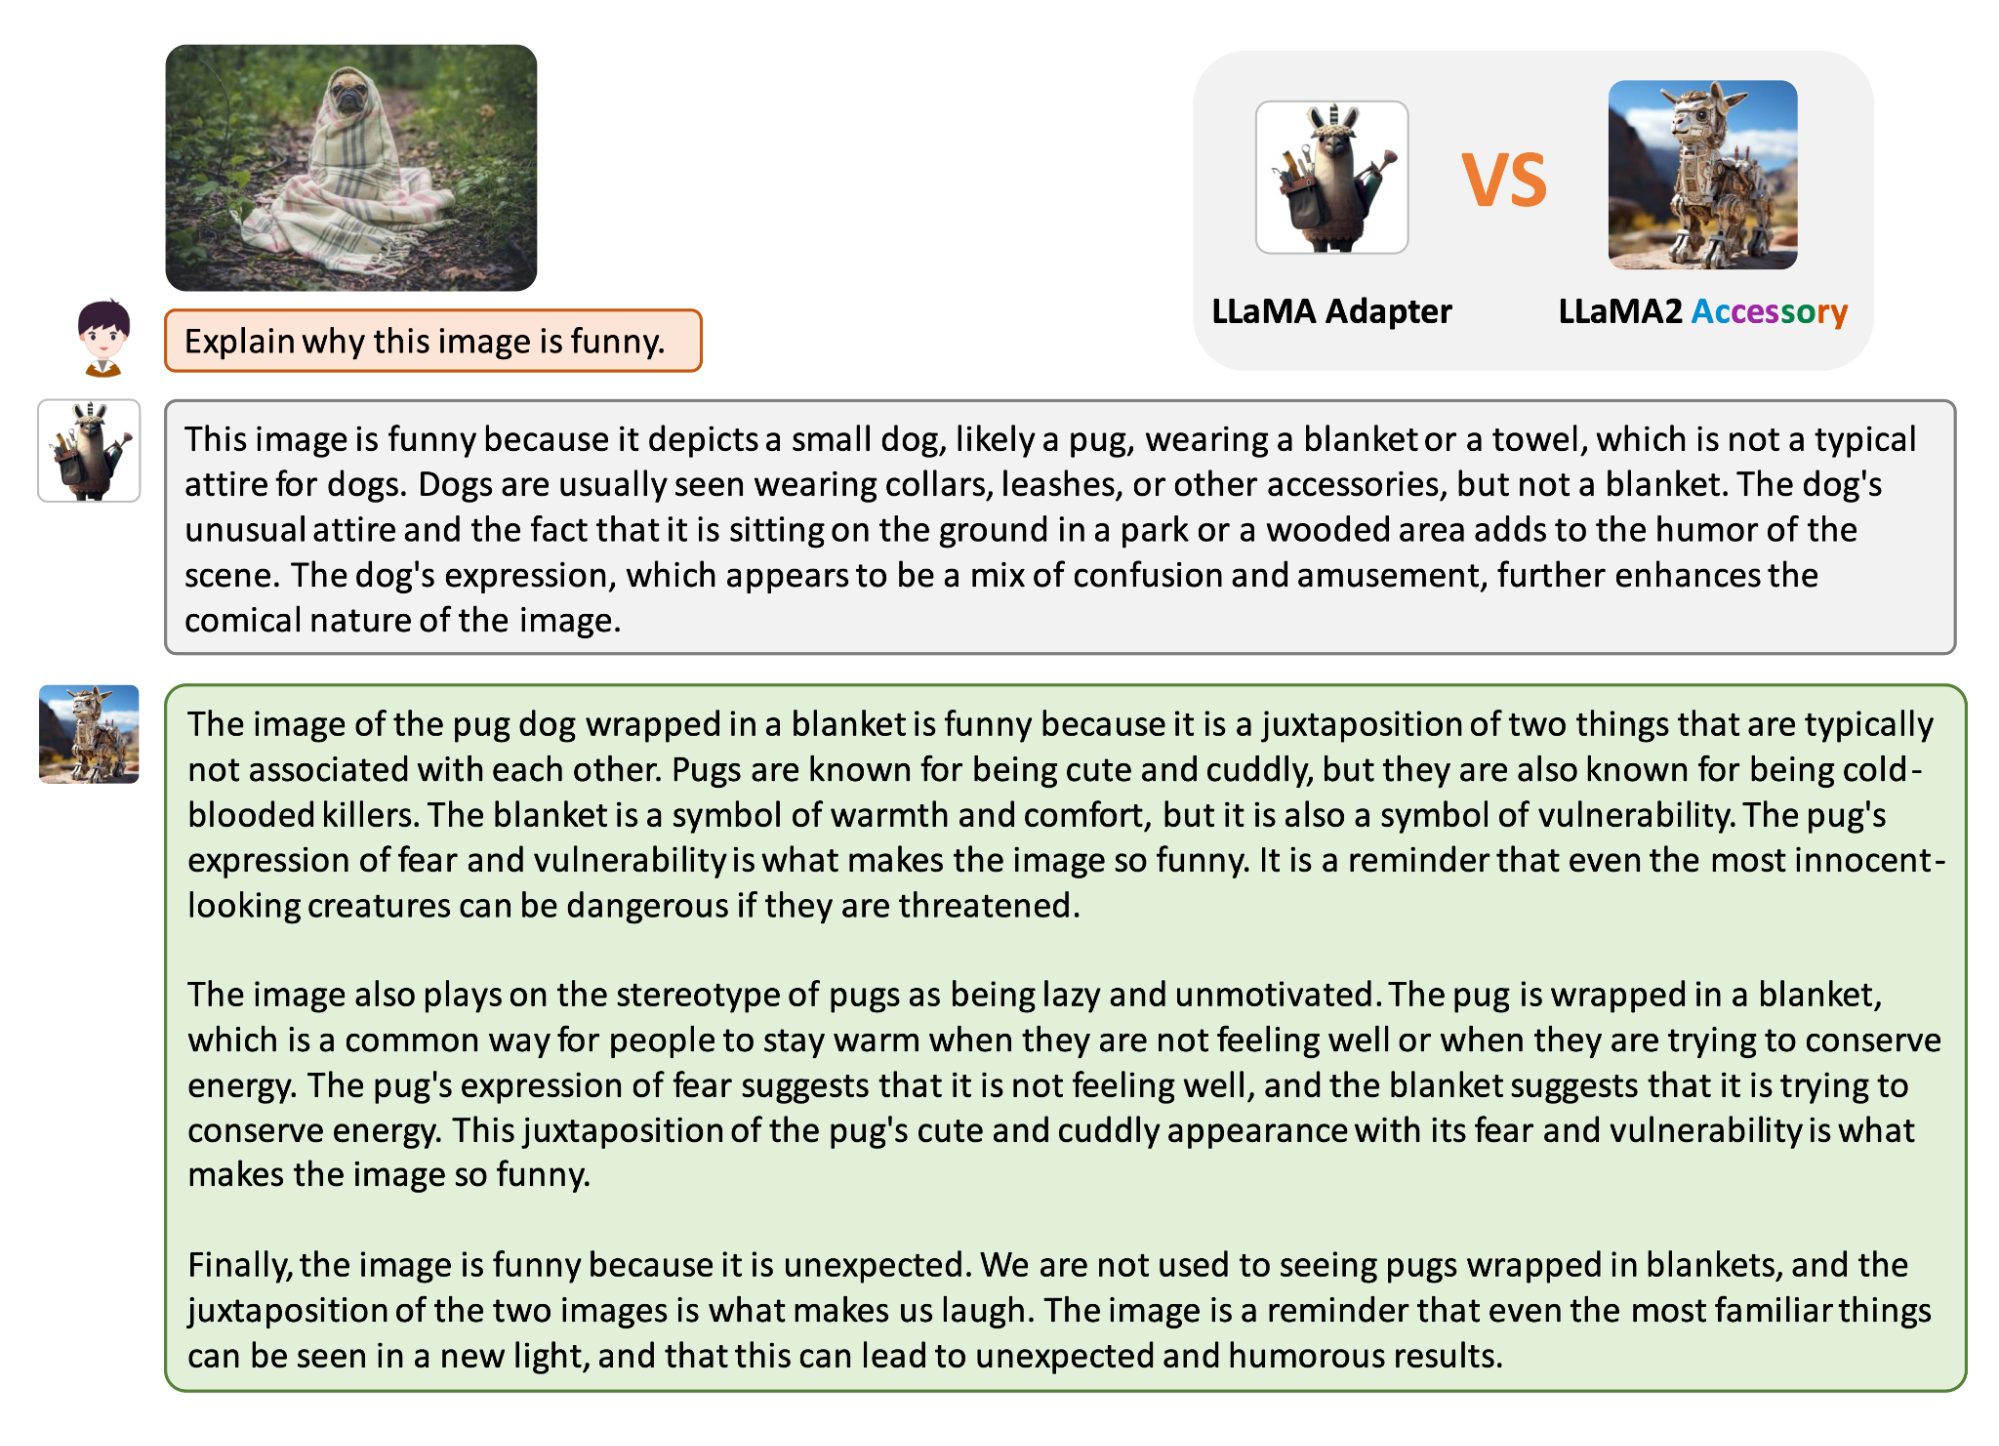 VS
LLaMA Adapter
LLaMA2 Accessory
Explain why this image is funny.
This image is funny because it depicts a small dog, likely a pug, wearing a blanket or a towel, which is not a typical
attire for dogs. Dogs are usually seen wearing collars, leashes, or other accessories, but not a blanket. The dog's
unusual attire and the fact that it is sitting on the ground in a park or a wooded area adds to the humor of the
scene. The dog's expression, which appears to be a mix of confusion and amusement, further enhances the
comical nature of the image.
The image of the pug dog wrapped in a blanket is funny because it is a juxtaposition of two things that are typically
not associated with each other. Pugs are known for being cute and cuddly, but they are also known for being cold-
blooded killers. The blanket is a symbol of warmth and comfort, but it is also a symbol of vulnerability. The pug's
expression of fear and vulnerability is what makes the image so funny. It is a reminder that even the most innocent-
looking creatures can be dangerous if they are threatened.
The image also plays on the stereotype of pugs as being lazy and unmotivated. The pug is wrapped in a blanket,
which is a common way for people to stay warm when they are not feeling well or when they are trying to conserve
energy. The pug's expression of fear suggests that it is not feeling well, and the blanket suggests that it is trying to
conserve energy. This juxtaposition of the pug's cute and cuddly appearance with its fear and vulnerability is what
makes the image so funny.
Finally, the image is funny because it is unexpected. We are not used to seeing pugs wrapped in blankets, and the
juxtaposition of the two images is what makes us laugh. The image is a reminder that even the most familiar things
can be seen in a new light, and that this can lead to unexpected and humorous results.